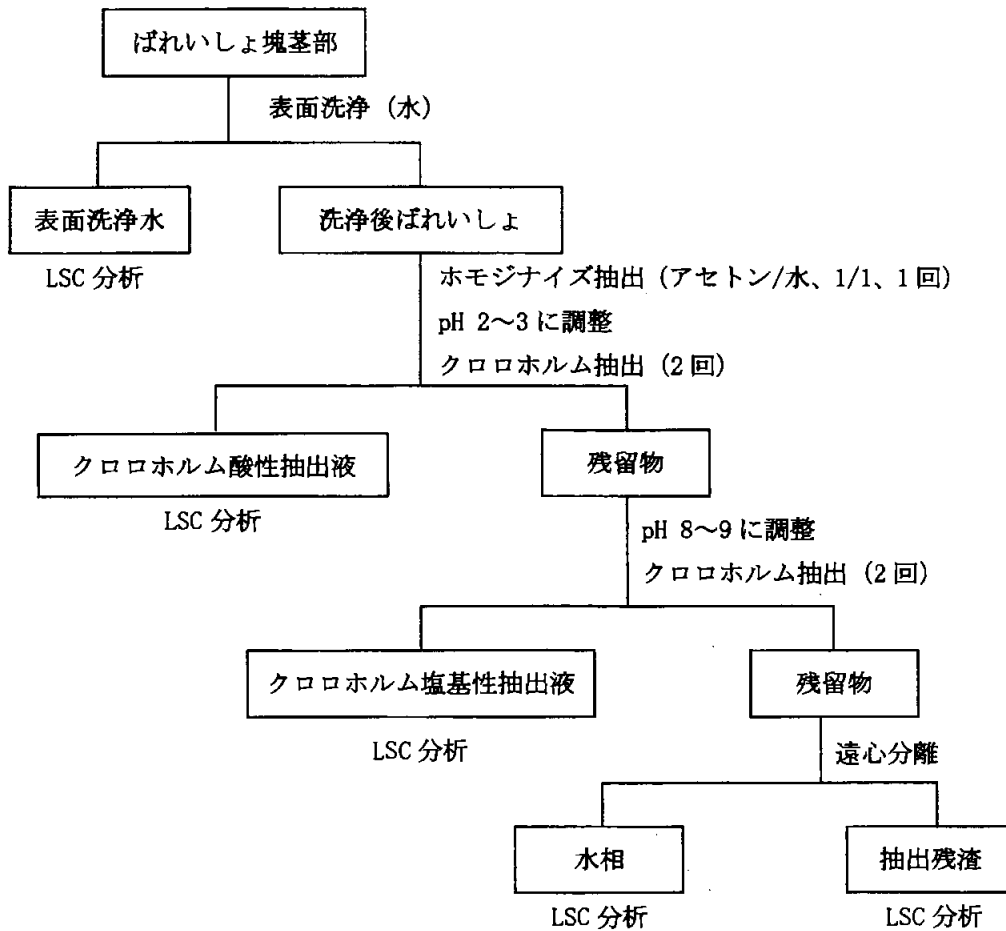 ばれいしょ塊茎部
表面洗浄（水）
表面洗浄水
洗浄後ばれいしょ
LSC 分析
ホモジナイズ抽出（アセトン/水、1/1、1 回）
pH 2～3 に調整
クロロホルム抽出（2 回）
クロロホルム酸性抽出液
残留物
LSC 分析
pH 8～9 に調整
クロロホルム抽出（2 回）
クロロホルム塩基性抽出液
残留物
LSC 分析
遠心分離
水相
抽出残渣
LSC 分析
LSC 分析